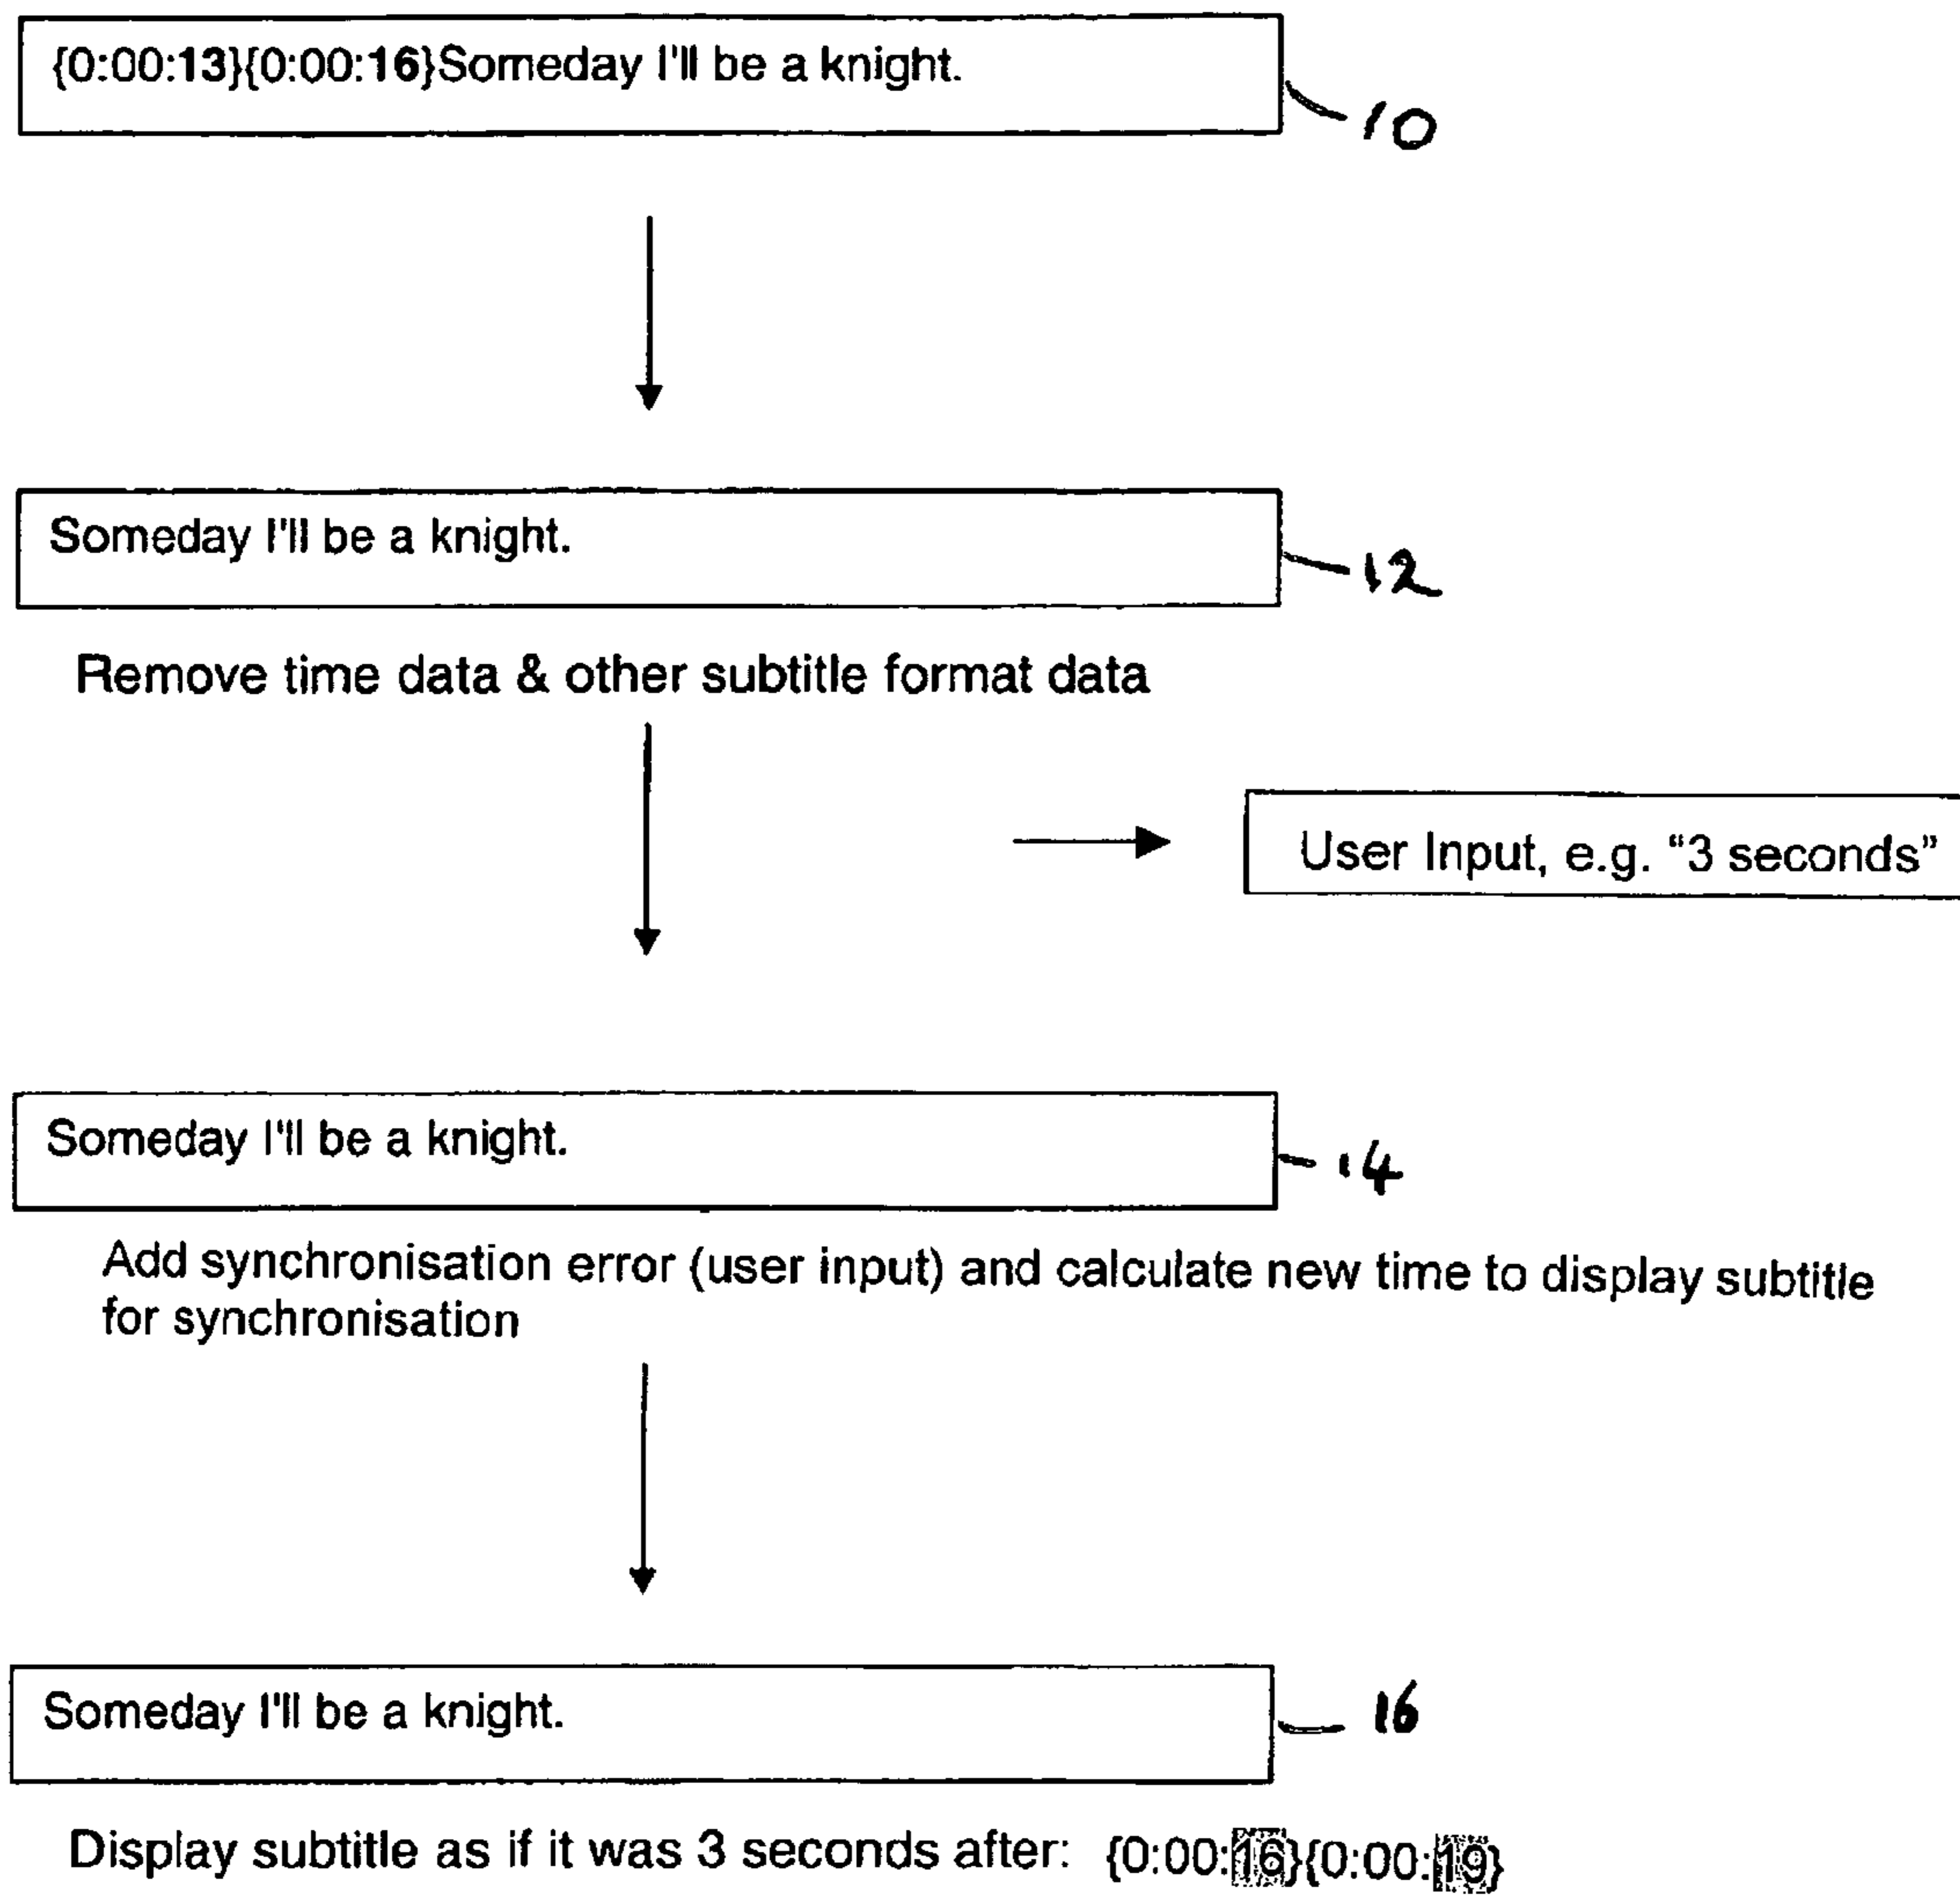 {0:00:13}{0:00:16}Someday I'll be a knight.
10
Someday I'll be a knight.
12
Remove time data & other subtitle format data
User Input, e.g. “3 seconds”
Someday I'll be a knight.
14
Add synchronisation error (user input) and calculate new time to display subtitle
for synchronisation
Someday I'll be a knight.
16
Display subtitle as if it was 3 seconds after: {0:00:16}{0:00:19}